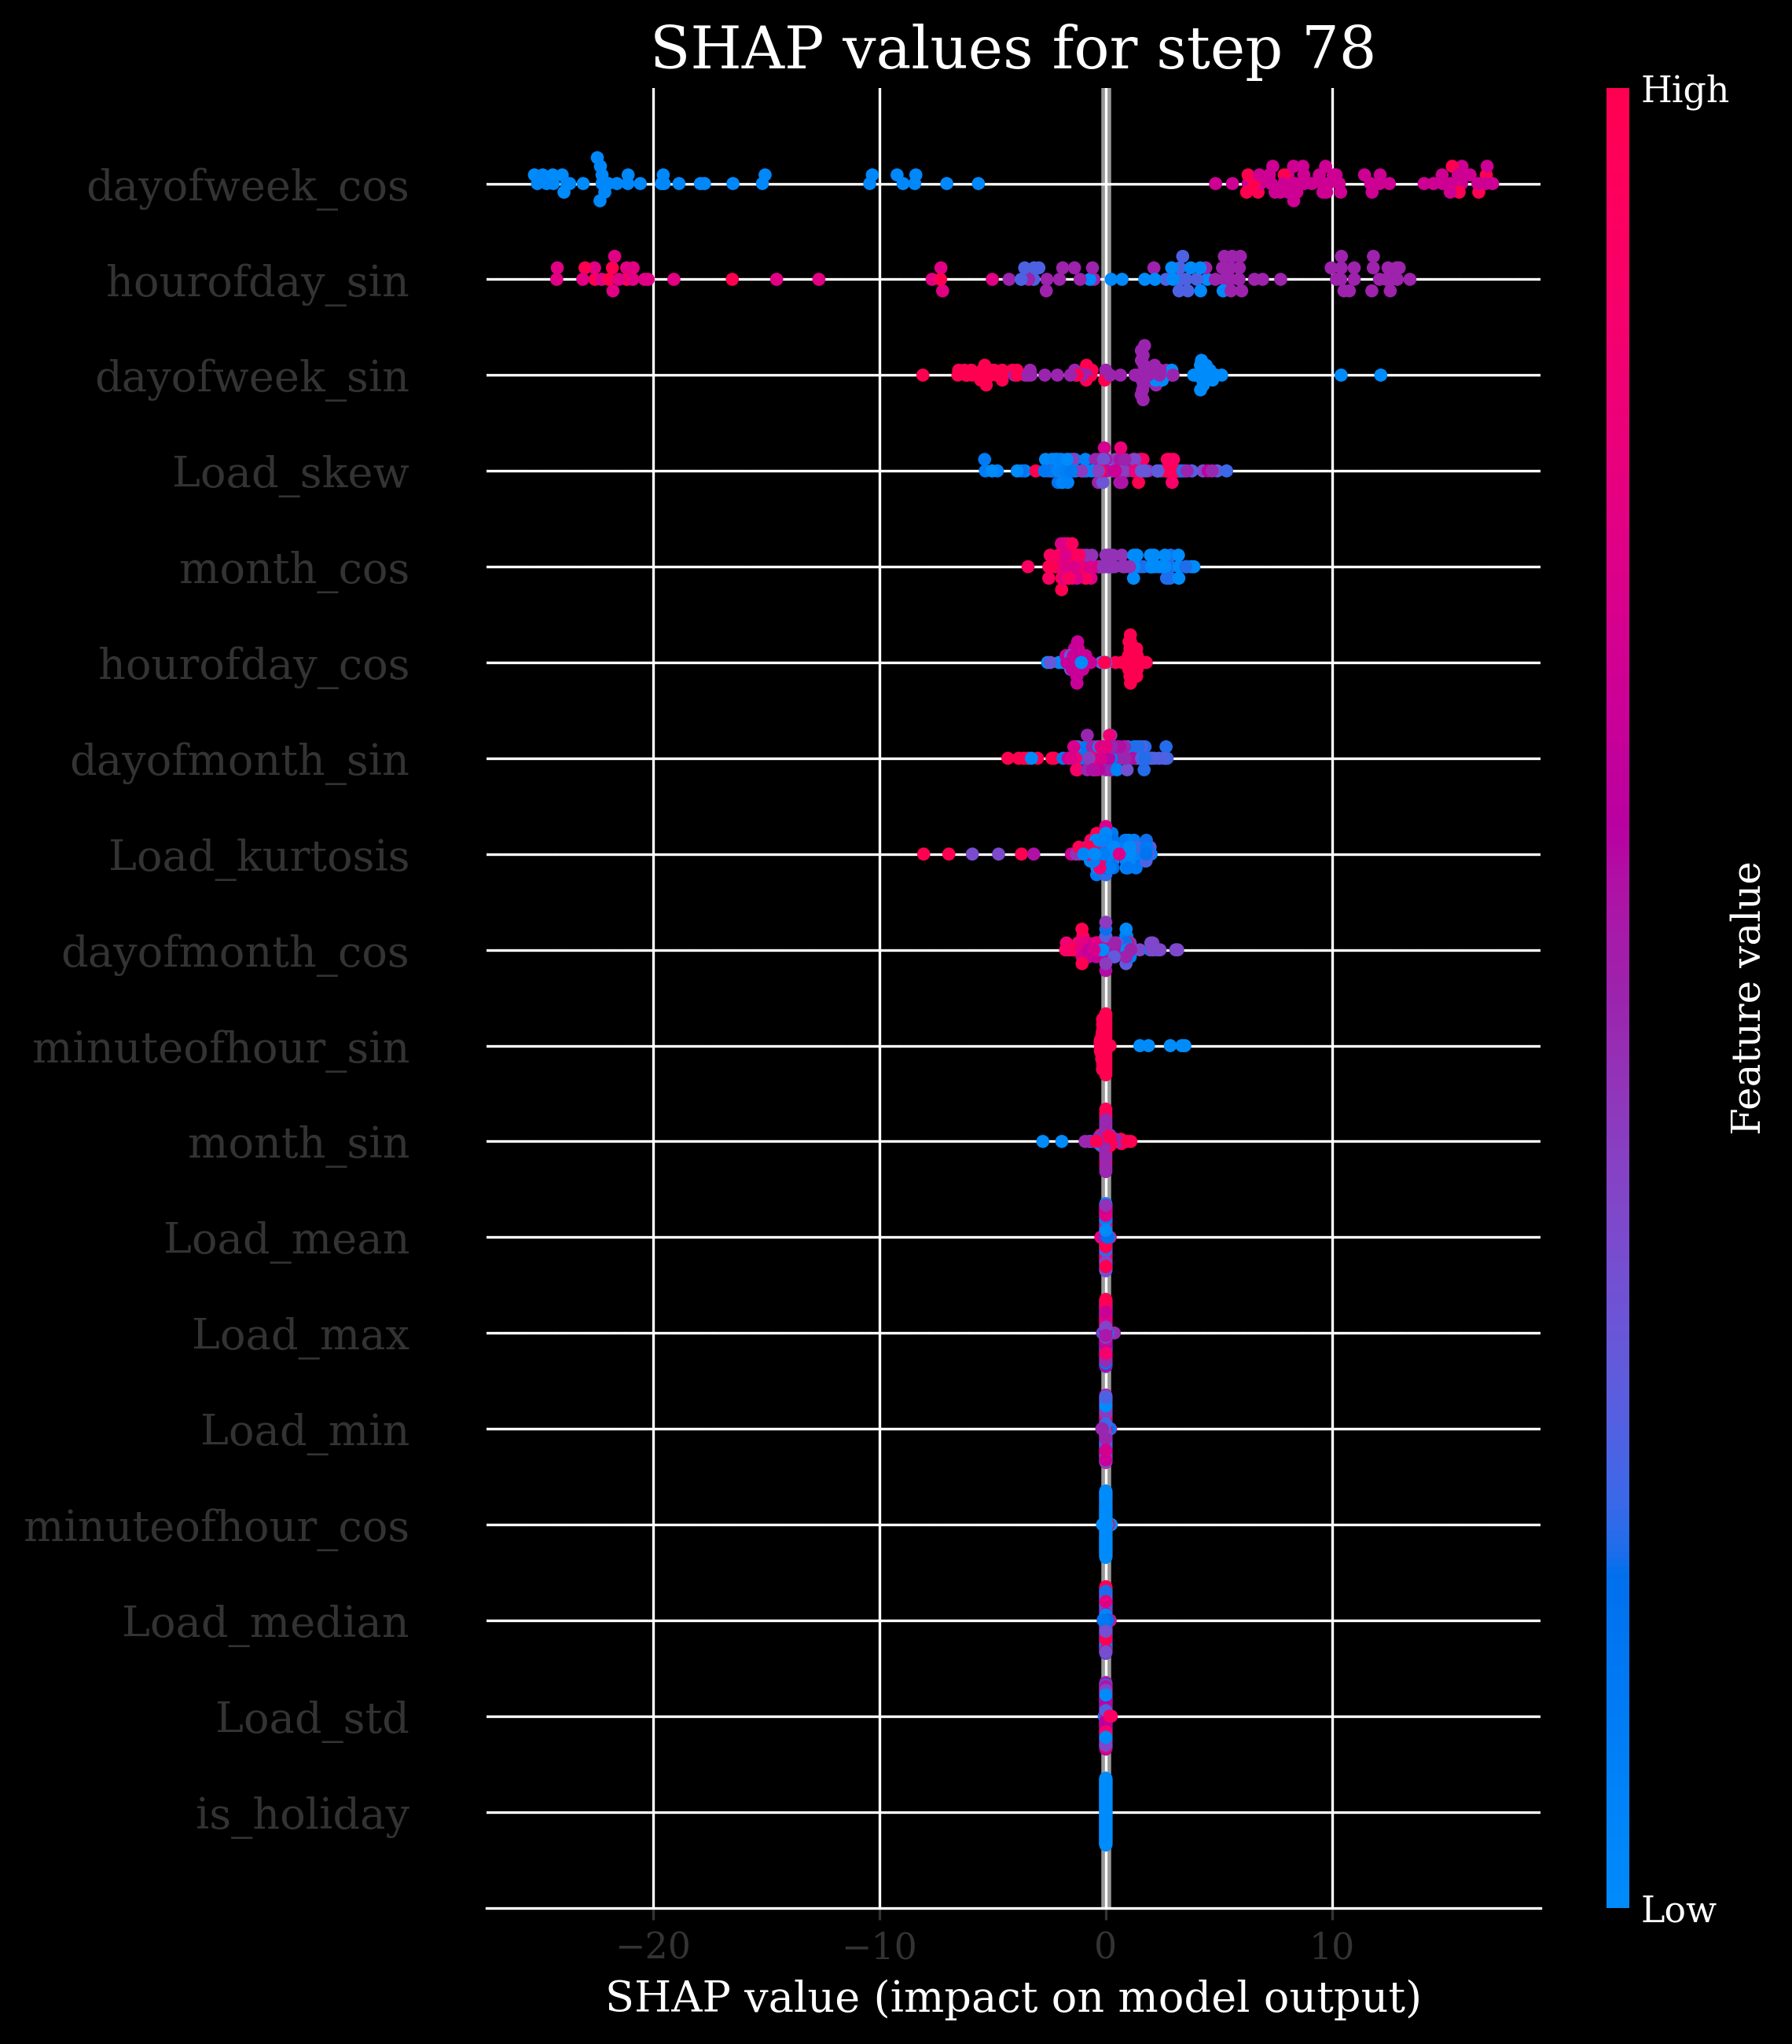 SHAP values for step 78
High
dayofweek_cos
hourofday_sin
dayofweek_sin
Load_skew
month_cos
hourofday_cos
dayofmonth_sin
Load_kurtosis
dayofmonth_cos
minuteofhour_sin
month_sin
Load_mean
Load_max
Load_min
minuteofhour_cos
Load_median
Load_std
is_holiday
Feature value
Low
−20 −10 0 10
SHAP value (impact on model output)